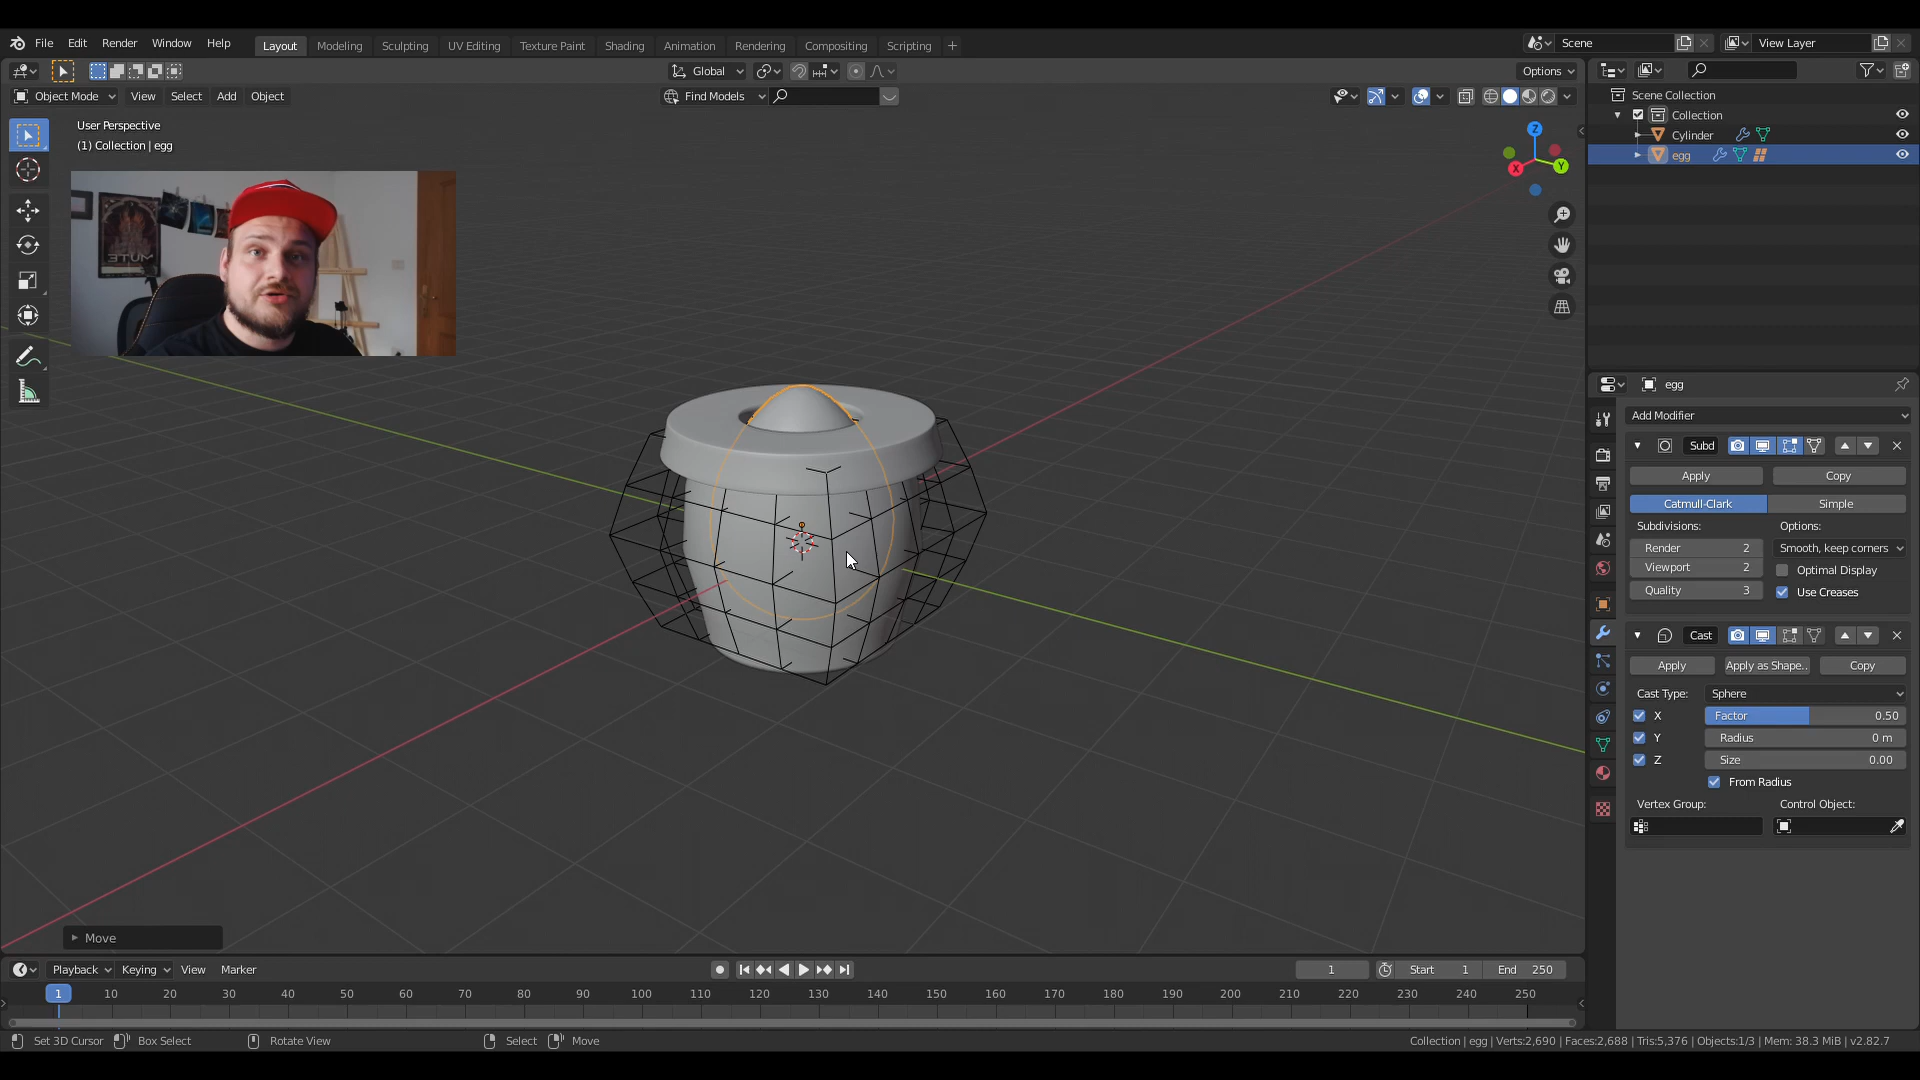 File Edit Render Window Help Layout Modeling Sculpting UV Editing Texture Paint Shading Animation Rendering Compositing Scripting + Scene View Layer
Global Options
Object Mode View Select Add Object Find Models
User Perspective
(1) Collection | egg
MUTE
Z
X
Y
Scene Collection
Collection
Cylinder
egg
egg
Add Modifier
Subd
Apply Copy
Catmull-Clark Simple
Subdivisions: Options:
Render 2 Smooth, keep corners
Viewport 2 Optimal Display
Quality 3 Use Creases
Cast
Apply Apply as Shape.. Copy
Cast Type: Sphere
X Factor 0.50
Y Radius 0 m
Z Size 0.00
From Radius
Vertex Group: Control Object:
Move
Playback Keying View Marker 1 Start 1 End 250
1 10 20 30 40 50 60 70 80 90 100 110 120 130 140 150 160 170 180 190 200 210 220 230 240 250
Set 3D Cursor Box Select Rotate View Select Move Collection | egg | Verts:2,690 | Faces:2,688 | Tris:5,376 | Objects:1/3 | Mem: 38.3 MiB | v2.82.7